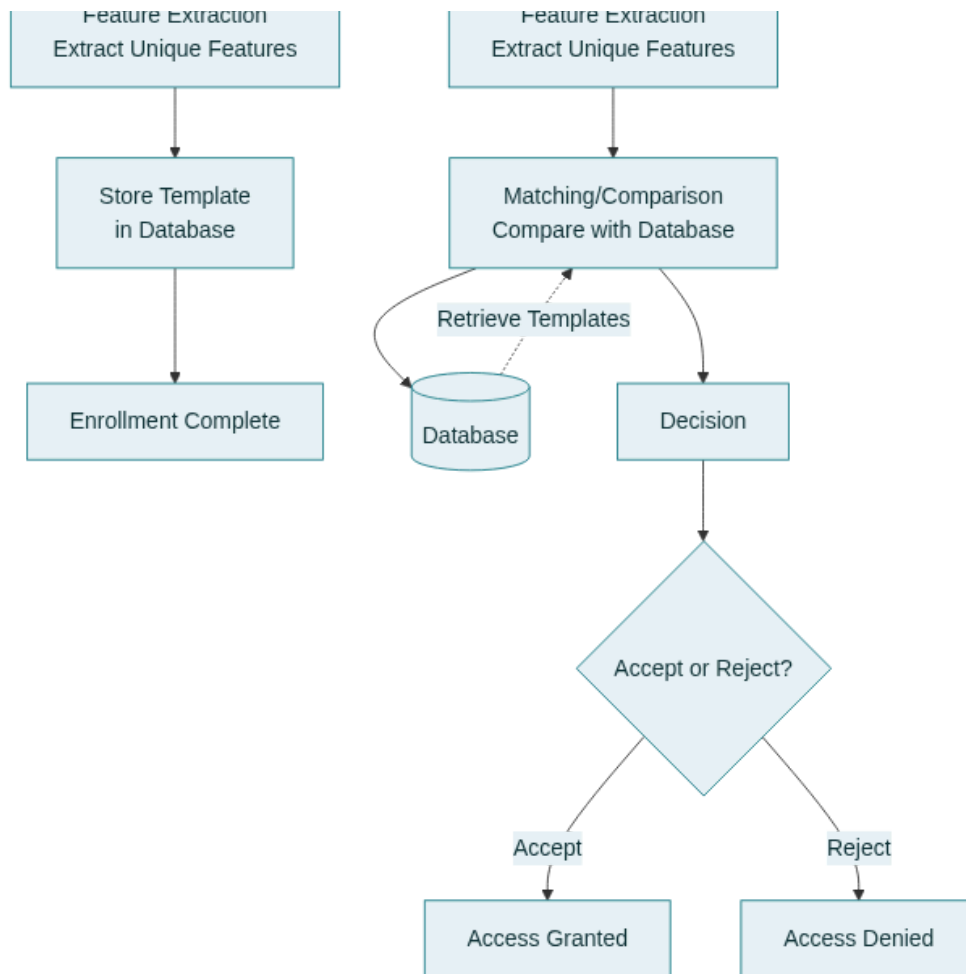 Feature Extraction
Extract Unique Features
Feature Extraction
Extract Unique Features
Store Template
in Database
Matching/Comparison
Compare with Database
Retrieve Templates
Enrollment Complete
Database
Decision
Accept or Reject?
Accept
Reject
Access Granted
Access Denied